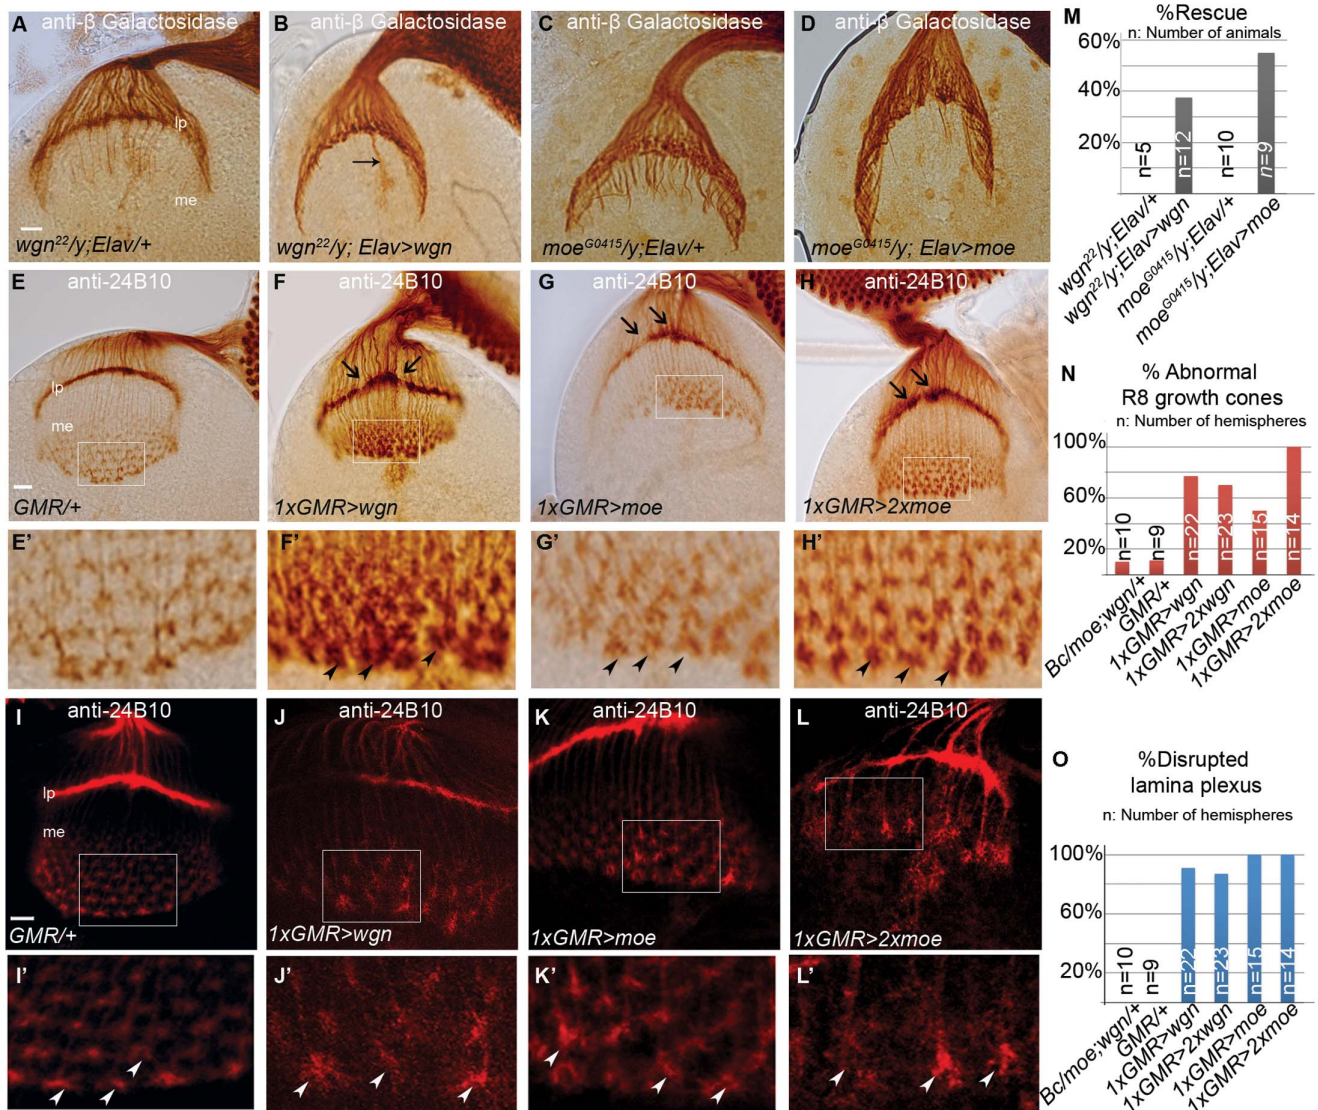 A anti-β Galactosidase
lp
me
wgn²²/y;Elav/+
B anti-β Galactosidase
wgn²²/y; Elav>wgn
C anti-β Galactosidase
moeᴳ⁰⁴¹⁵/y;Elav/+
D anti-β Galactosidase
moeᴳ⁰⁴¹⁵/y; Elav>moe
E anti-24B10
lp
me
GMR/+
F anti-24B10
1xGMR>wgn
G anti-24B10
1xGMR>moe
H anti-24B10
1xGMR>2xmoe
E'
F'
G'
H'
I anti-24B10
lp
me
GMR/+
J anti-24B10
1xGMR>wgn
K anti-24B10
1xGMR>moe
L anti-24B10
1xGMR>2xmoe
I'
J'
K'
L'
M %Rescue
n: Number of animals
60%
40%
20%
n=5
n=12
n=10
n=9
wgn²²/y;Elav/+
wgn²²/y;Elav>wgn
moeᴳ⁰⁴¹⁵/y;Elav/+
moeᴳ⁰⁴¹⁵/y;Elav>moe
N % Abnormal
R8 growth cones
n: Number of hemispheres
100%
60%
20%
n=10
n=9
n=22
n=23
n=15
n=14
Bc/moe;wgn/+
GMR/+
1xGMR>wgn
1xGMR>2xwgn
1xGMR>moe
1xGMR>2xmoe
O %Disrupted
lamina plexus
n: Number of hemispheres
100%
60%
20%
n=10
n=9
n=22
n=23
n=15
n=14
Bc/moe;wgn/+
GMR/+
1xGMR>wgn
1xGMR>2xwgn
1xGMR>moe
1xGMR>2xmoe